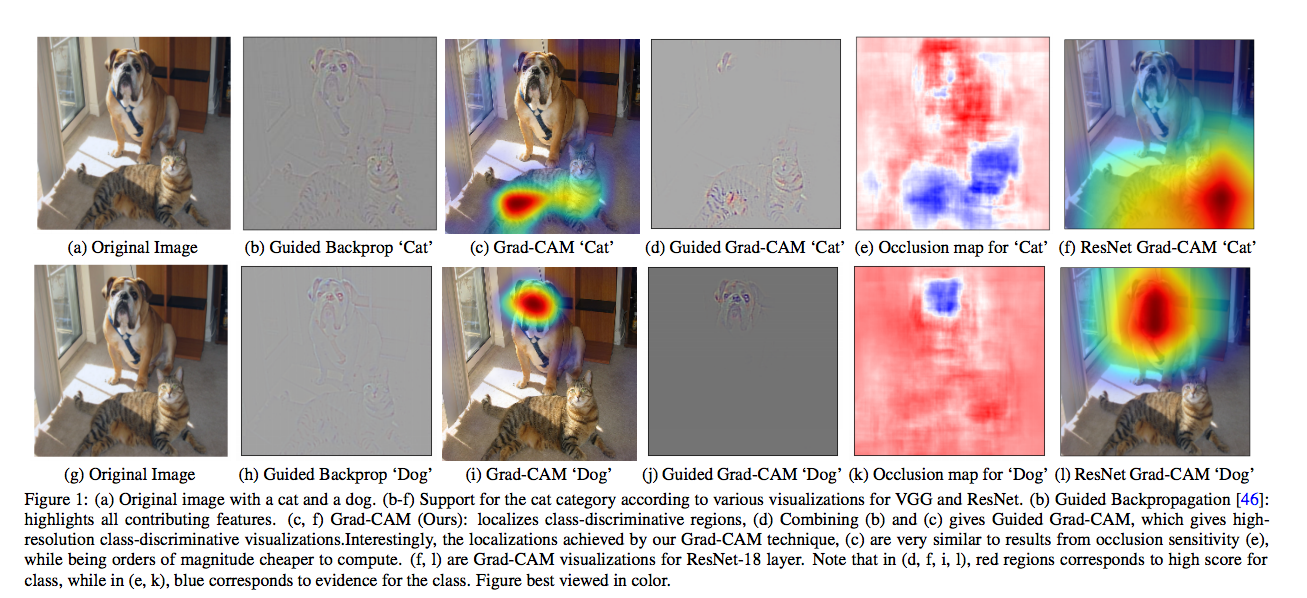 (a) Original Image (b) Guided Backprop ‘Cat’ (c) Grad-CAM ‘Cat’ (d) Guided Grad-CAM ‘Cat’ (e) Occlusion map for ‘Cat’ (f) ResNet Grad-CAM ‘Cat’
(g) Original Image (h) Guided Backprop ‘Dog’ (i) Grad-CAM ‘Dog’ (j) Guided Grad-CAM ‘Dog’ (k) Occlusion map for ‘Dog’ (l) ResNet Grad-CAM ‘Dog’
Figure 1: (a) Original image with a cat and a dog. (b-f) Support for the cat category according to various visualizations for VGG and ResNet. (b) Guided Backpropagation [46]:
highlights all contributing features. (c, f) Grad-CAM (Ours): localizes class-discriminative regions, (d) Combining (b) and (c) gives Guided Grad-CAM, which gives high-
resolution class-discriminative visualizations.Interestingly, the localizations achieved by our Grad-CAM technique, (c) are very similar to results from occlusion sensitivity (e),
while being orders of magnitude cheaper to compute. (f, l) are Grad-CAM visualizations for ResNet-18 layer. Note that in (d, f, i, l), red regions corresponds to high score for
class, while in (e, k), blue corresponds to evidence for the class. Figure best viewed in color.